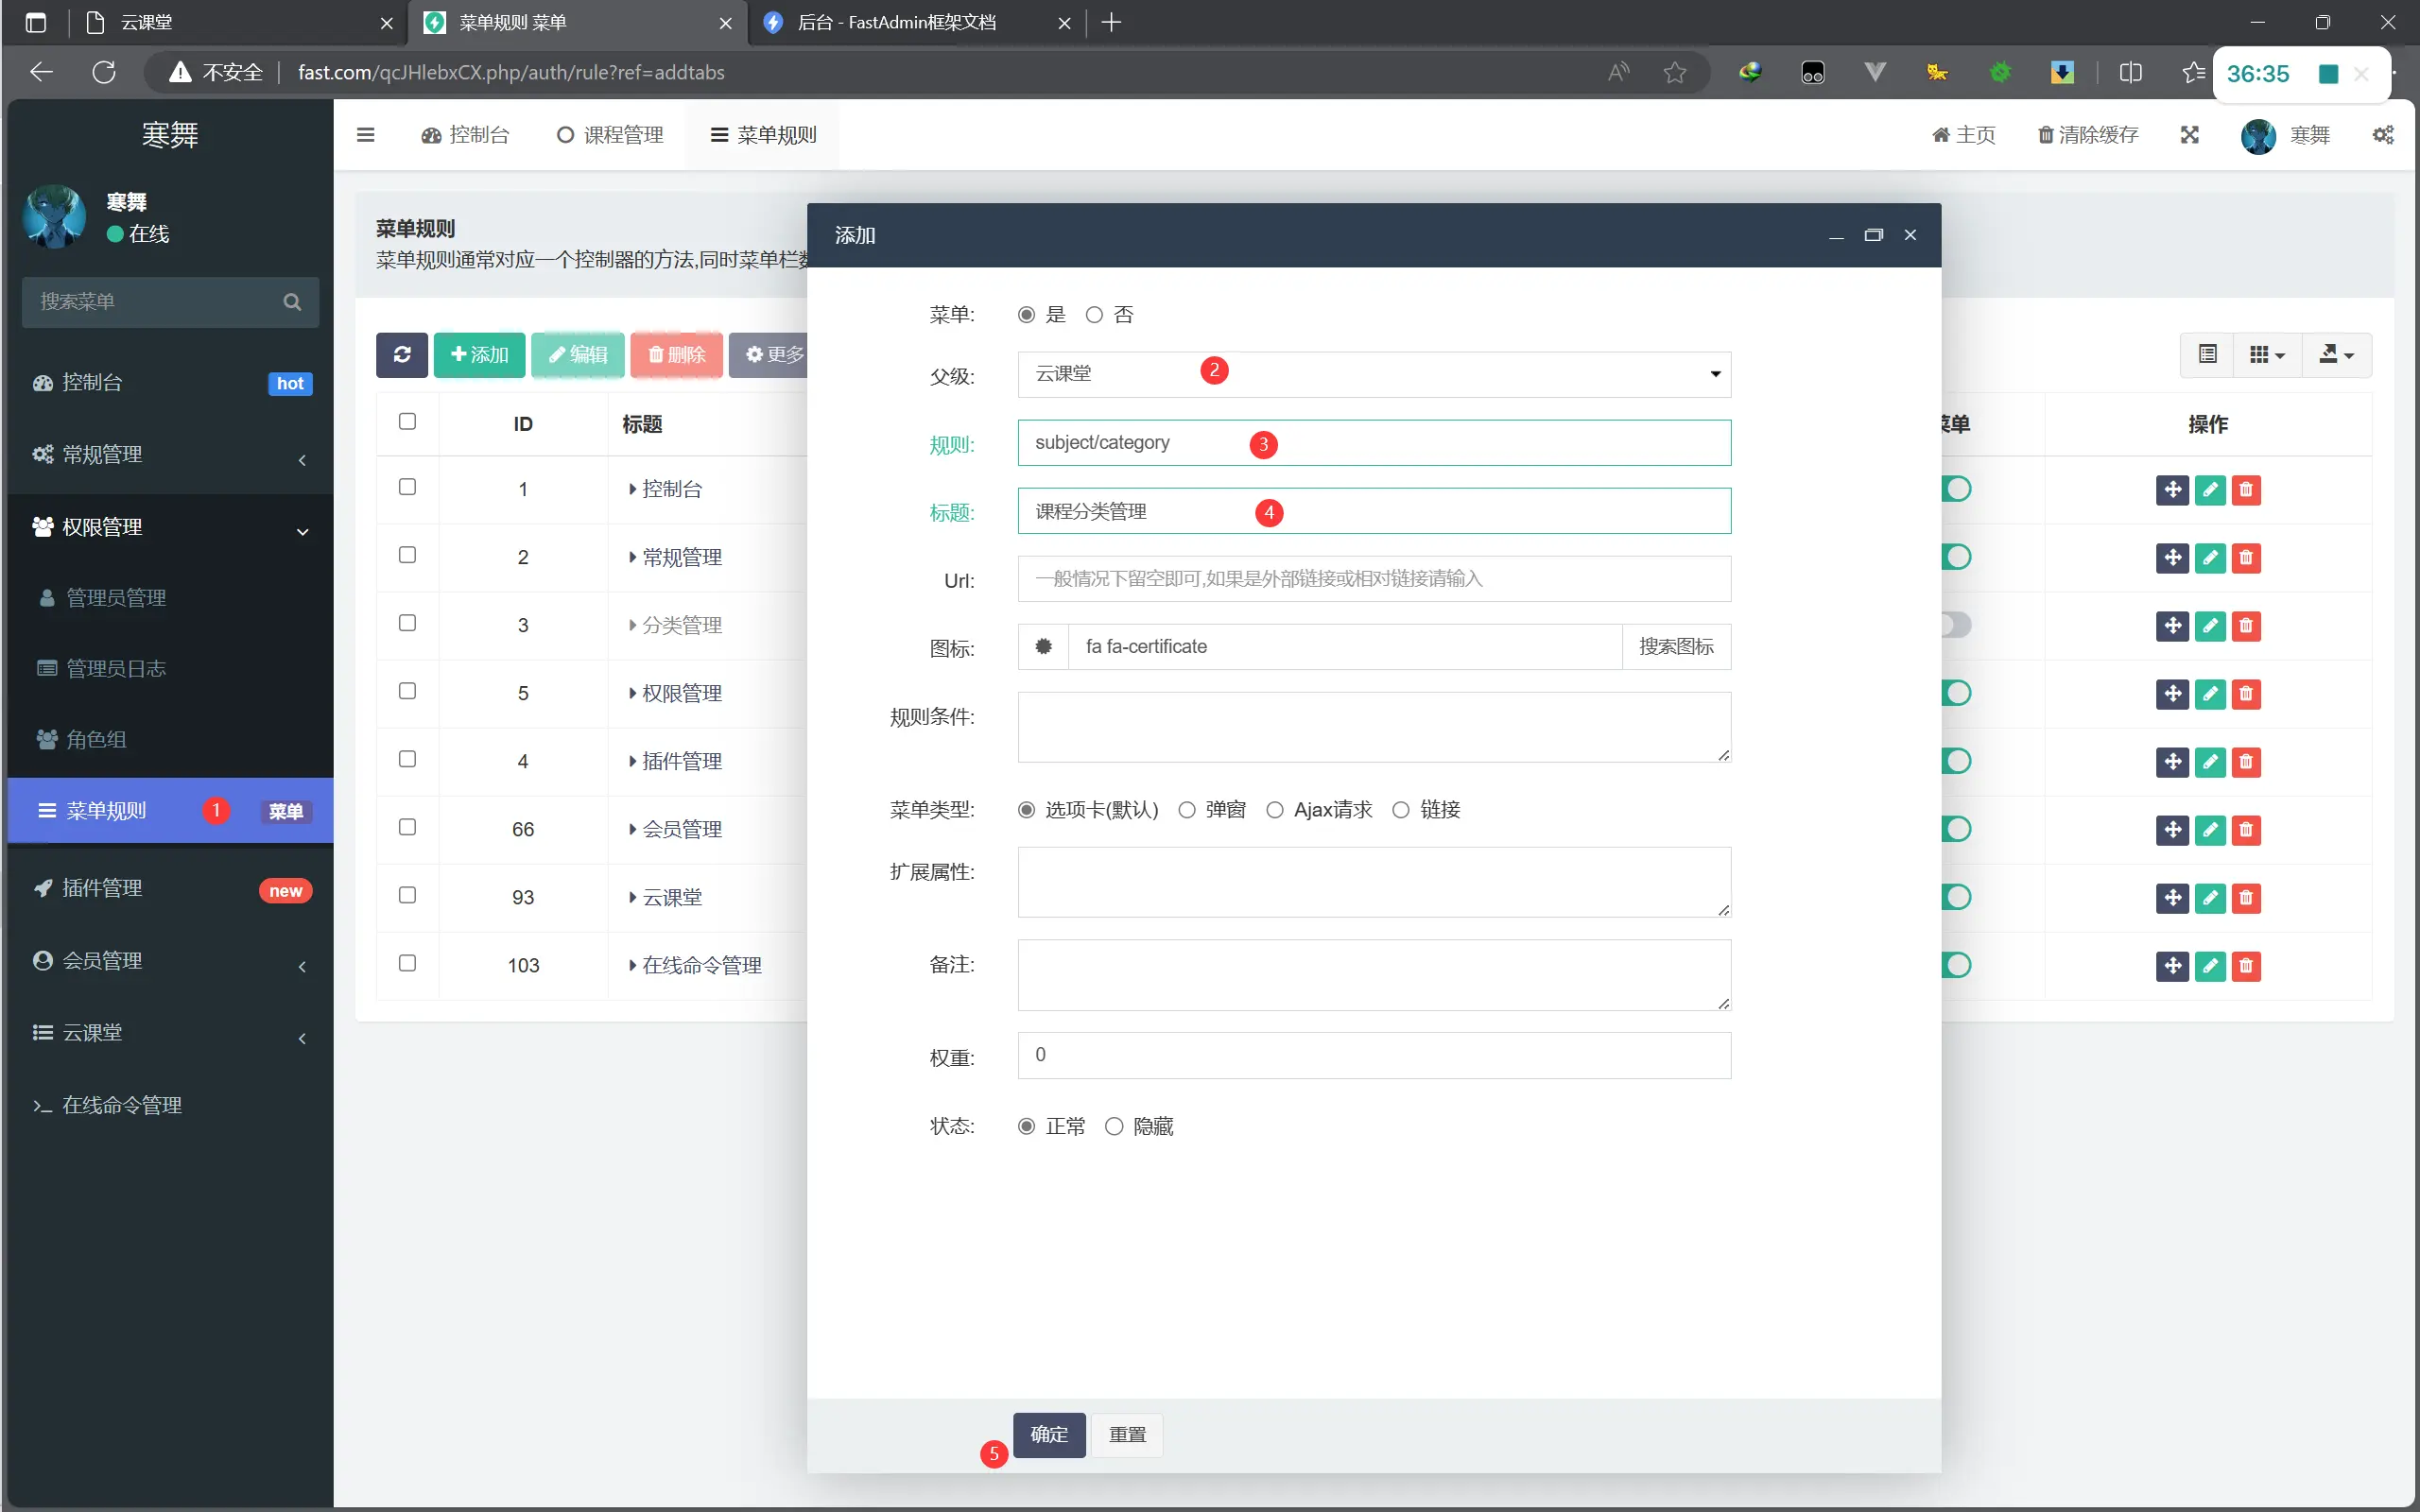 云课堂
菜单规则 菜单
后台 - FastAdmin框架文档
不安全
fast.com/qcJHlebxCX.php/auth/rule?ref=addtabs
36:35
寒舞
控制台
课程管理
菜单规则
主页
清除缓存
寒舞
寒舞
在线
搜索菜单
控制台
hot
常规管理
权限管理
管理员管理
管理员日志
角色组
菜单规则
1
菜单
插件管理
new
会员管理
云课堂
在线命令管理
菜单规则
菜单规则通常对应一个控制器的方法,同时菜单栏数
添加
编辑
删除
更多
ID
标题
菜单
操作
1
控制台
2
常规管理
3
分类管理
5
权限管理
4
插件管理
66
会员管理
93
云课堂
103
在线命令管理
添加
菜单:
是
否
父级:
云课堂
2
规则:
subject/category
3
标题:
课程分类管理
4
Url:
一般情况下留空即可,如果是外部链接或相对链接请输入
图标:
fa fa-certificate
搜索图标
规则条件:
菜单类型:
选项卡(默认)
弹窗
Ajax请求
链接
扩展属性:
备注:
权重:
0
状态:
正常
隐藏
5
确定
重置